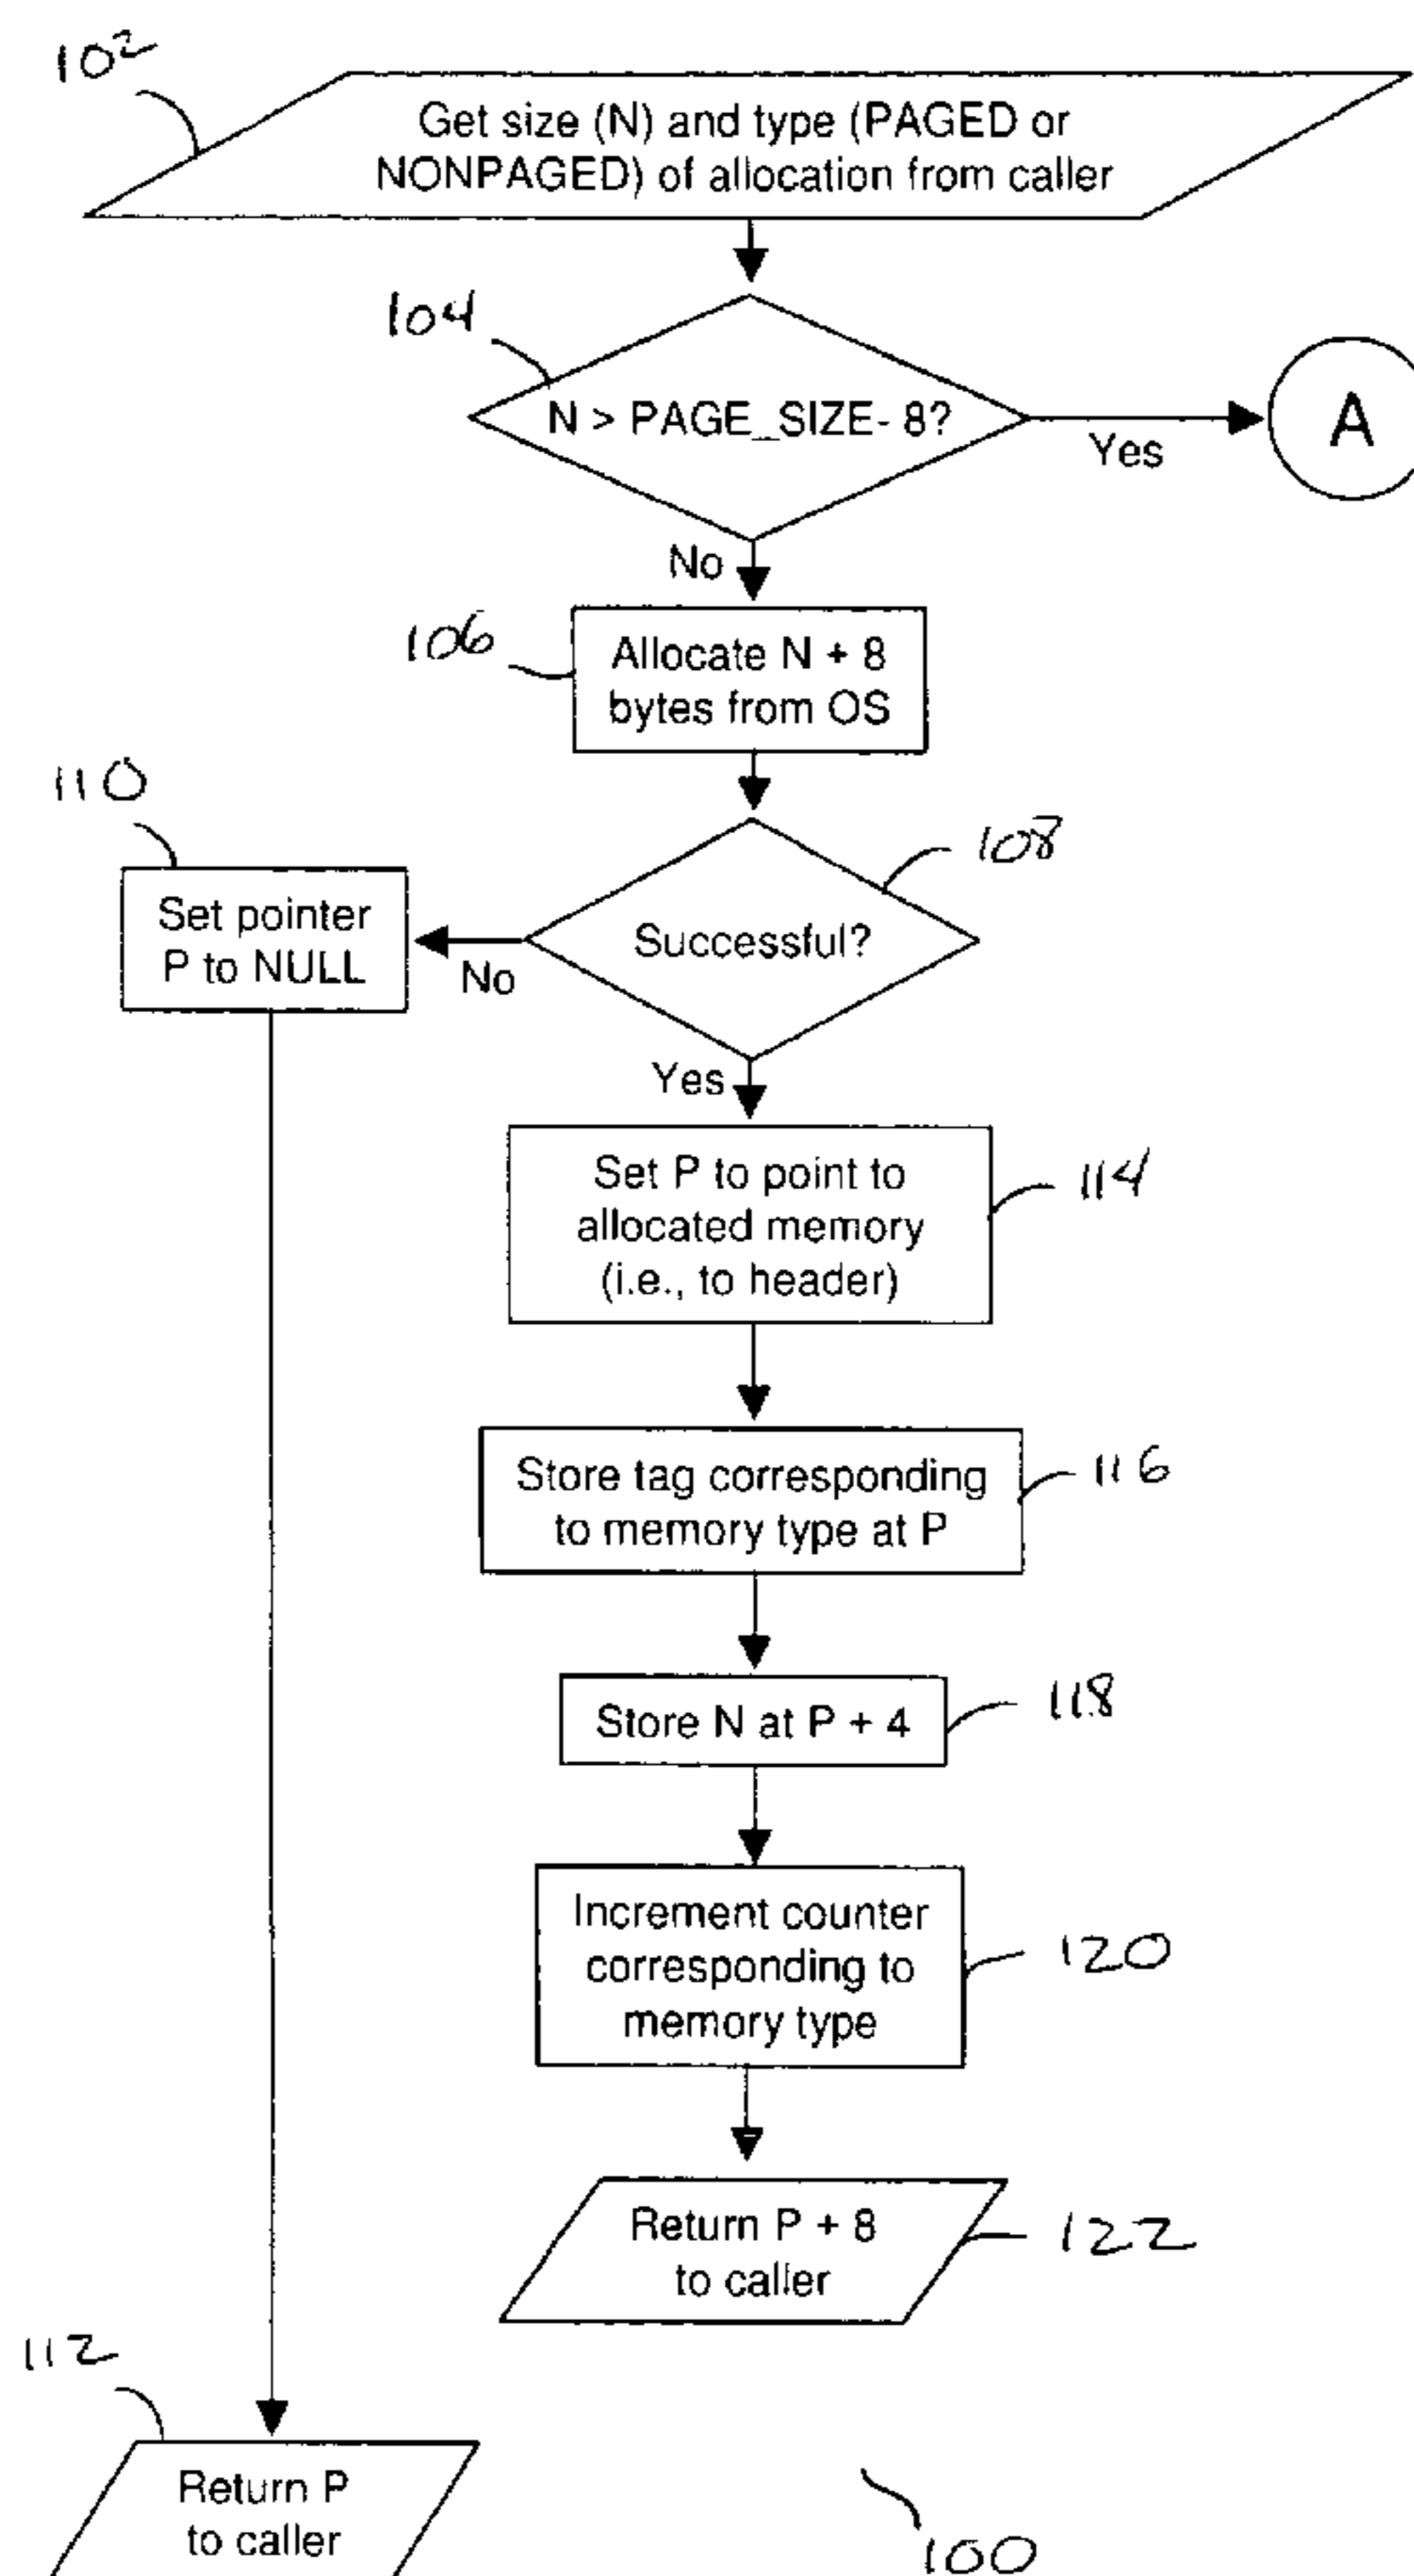 102
Get size (N) and type (PAGED or
NONPAGED) of allocation from caller
104
N > PAGE_SIZE- 8?
Yes
A
No
106
Allocate N + 8
bytes from OS
110
108
Set pointer
P to NULL
No
Successful?
Yes
Set P to point to
allocated memory
(i.e., to header)
114
Store tag corresponding
to memory type at P
116
Store N at P + 4
118
Increment counter
corresponding to
memory type
120
Return P + 8
to caller
122
112
Return P
to caller
100